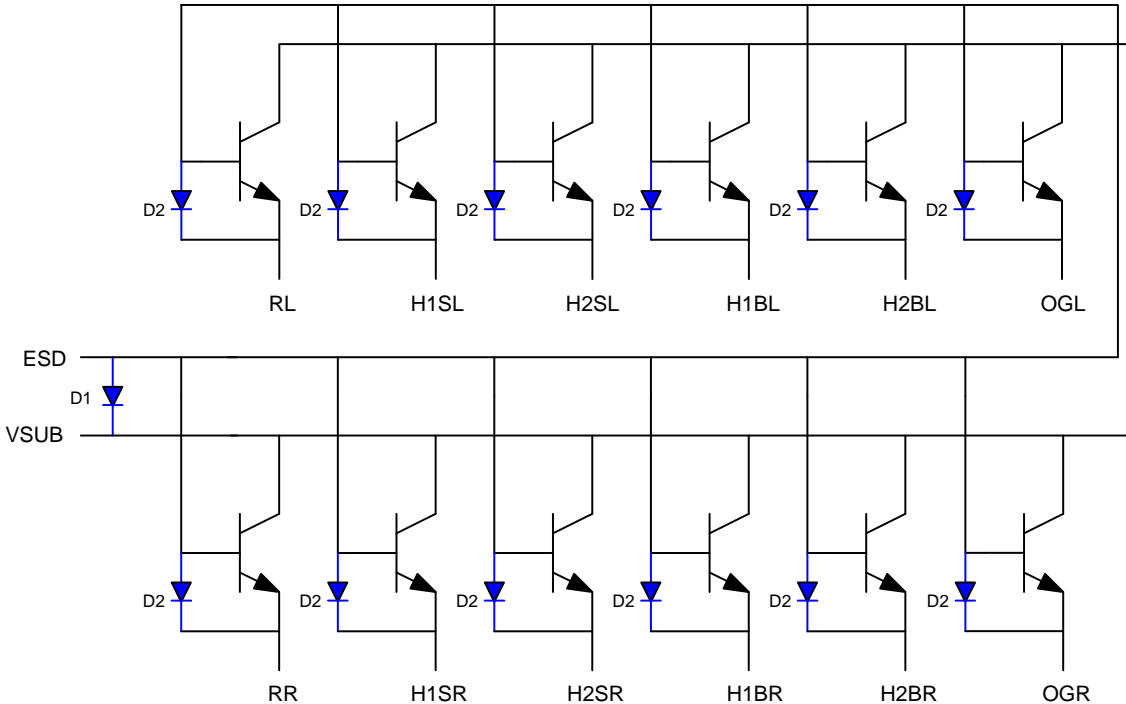 D2 D2 D2 D2 D2 D2
RL H1SL H2SL H1BL H2BL OGL
ESD
D1
VSUB
D2 D2 D2 D2 D2 D2
RR H1SR H2SR H1BR H2BR OGR